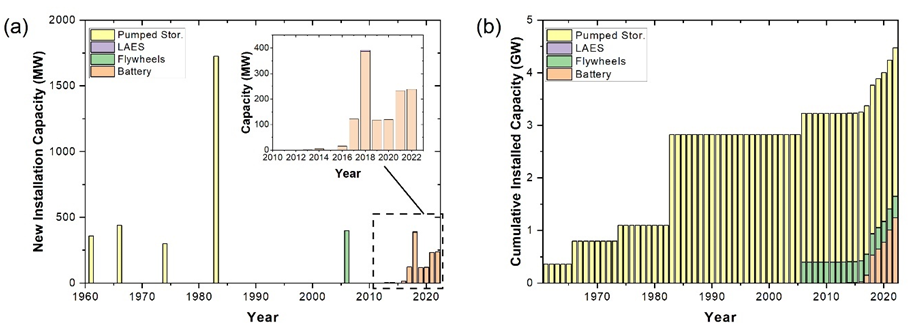 (a)
New Installation Capacity (MW)
2000
1500
1000
500
0
Pumped Stor.
LAES
Flywheels
Battery
Capacity (MW)
400
300
200
100
0
2010 2012 2014 2016 2018 2020 2022
Year
1960 1970 1980 1990 2000 2010 2020
Year
(b)
Cumulative Installed Capacity (GW)
5
4
3
2
1
0
Pumped Stor.
LAES
Flywheels
Battery
1970 1980 1990 2000 2010 2020
Year